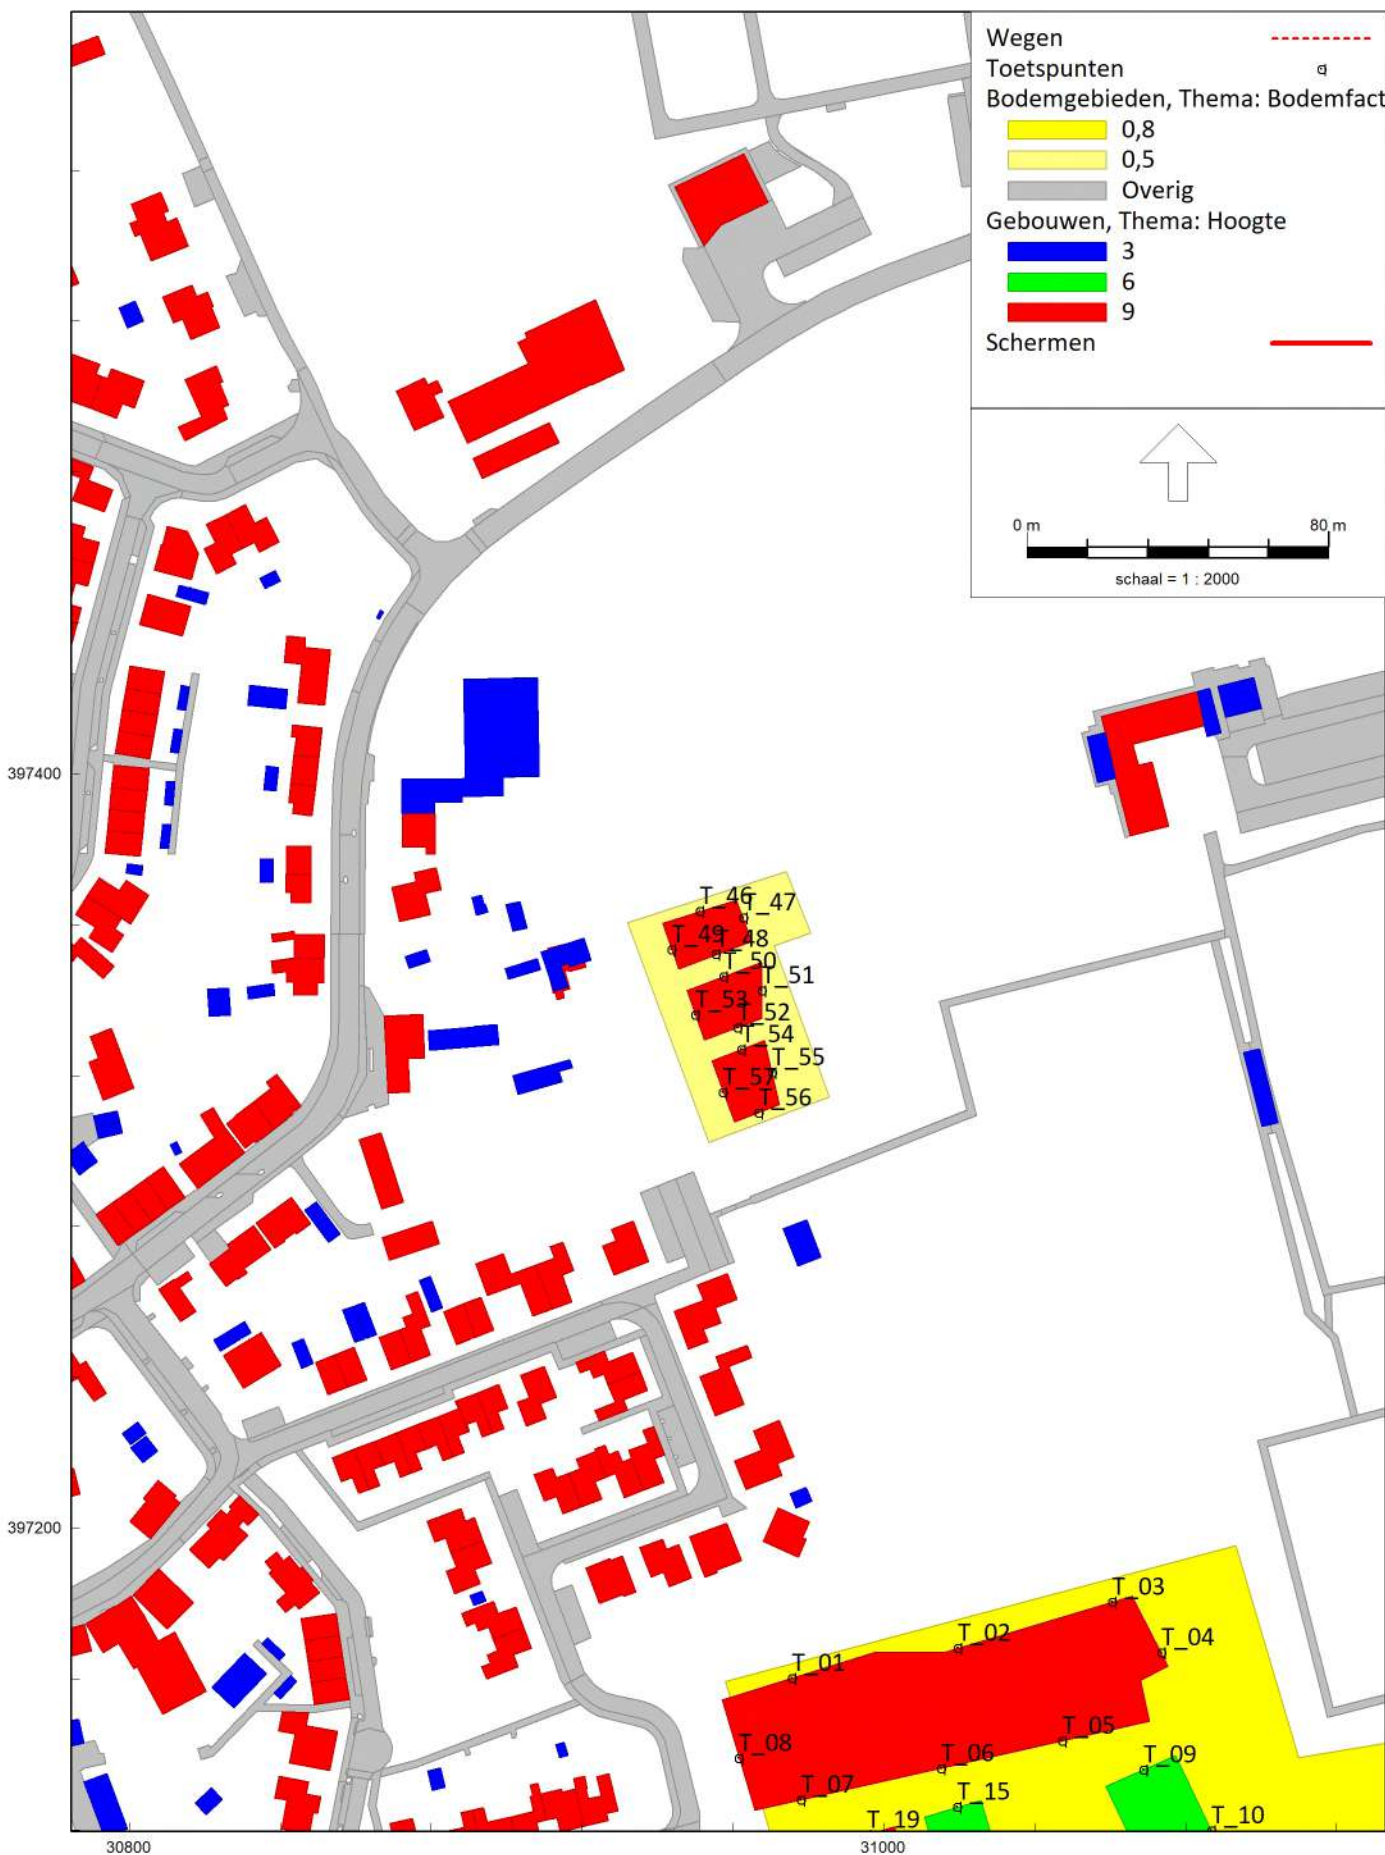 Wegen
Toetspunten
Bodemgebieden, Thema: Bodemfact
0,8
0,5
Overig
Gebouwen, Thema: Hoogte
3
6
9
Schermen
0 m 80 m
schaal = 1 : 2000
397400
T_46
T_47
T_49
T_48
T_50
T_51
T_53
T_52
T_54
T_55
T_57
T_56
397200
T_03
T_02
T_04
T_01
T_05
T_08
T_06
T_09
T_07
T_15
T_19
T_10
30800
31000